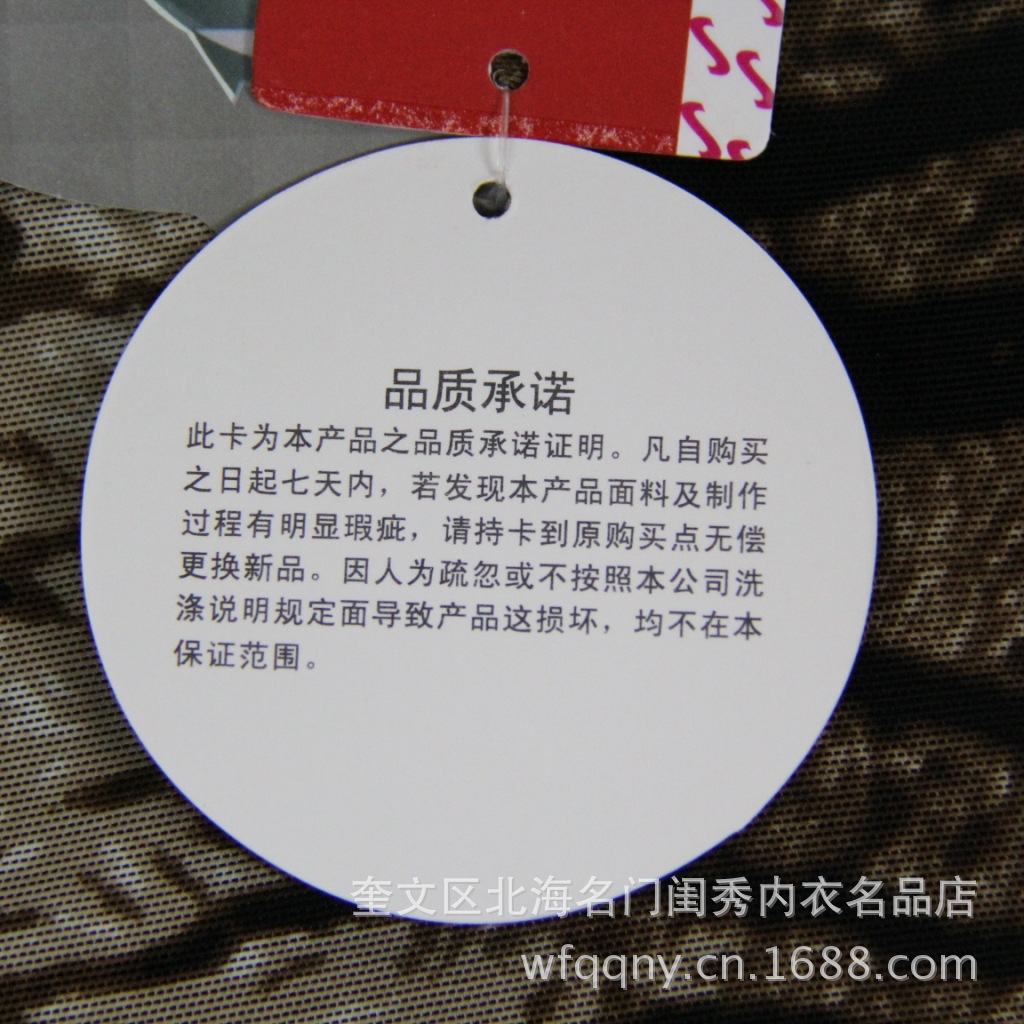 品质承诺
此卡为本产品之品质承诺证明。凡自购买
之日起七天内，若发现本产品面料及制作
过程有明显瑕疵，请持卡到原购买点无偿
更换新品。因人为疏忽或不按照本公司洗
涤说明规定面导致产品这损坏，均不在本
保证范围。
奎文区北海名门闺秀内衣名品店
wfqqny.cn.1688.com